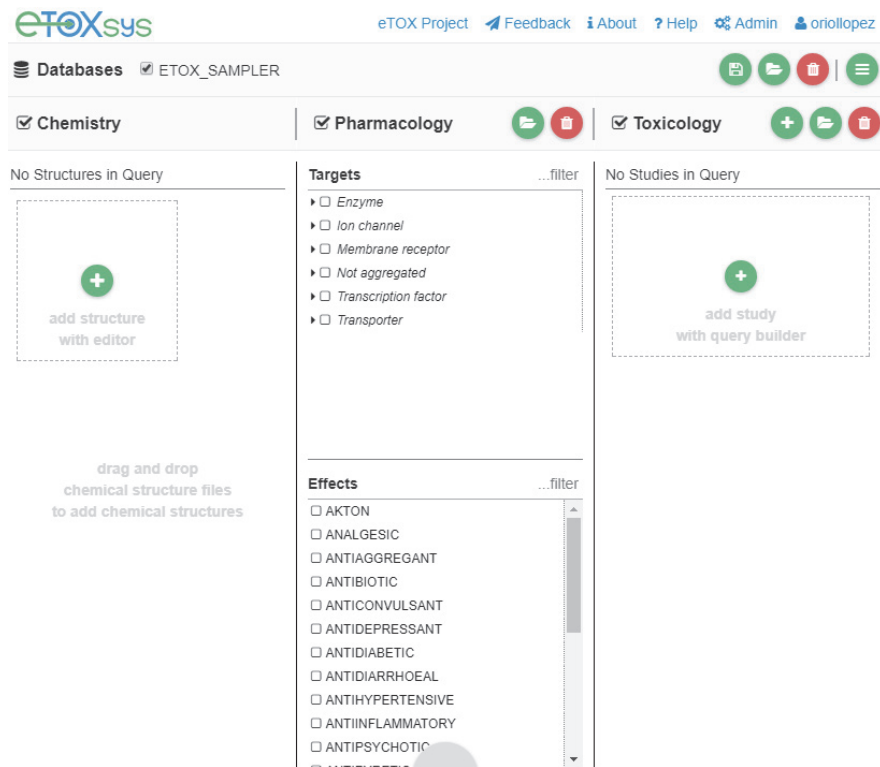 eTOXsys
eTOX Project Feedback About ? Help Admin oriollopez
Databases ETOX_SAMPLER
Chemistry
No Structures in Query
add structure
with editor
drag and drop
chemical structure files
to add chemical structures
Pharmacology
Targets ...filter
Enzyme
Ion channel
Membrane receptor
Not aggregated
Transcription factor
Transporter
Effects ...filter
AKTON
ANALGESIC
ANTIAGGREGANT
ANTIBIOTIC
ANTICONVULSANT
ANTIDEPRESSANT
ANTIDIABETIC
ANTIDIARRHOEAL
ANTIHYPERTENSIVE
ANTIINFLAMMATORY
ANTIPSYCHOTIC
Toxicology
No Studies in Query
add study
with query builder